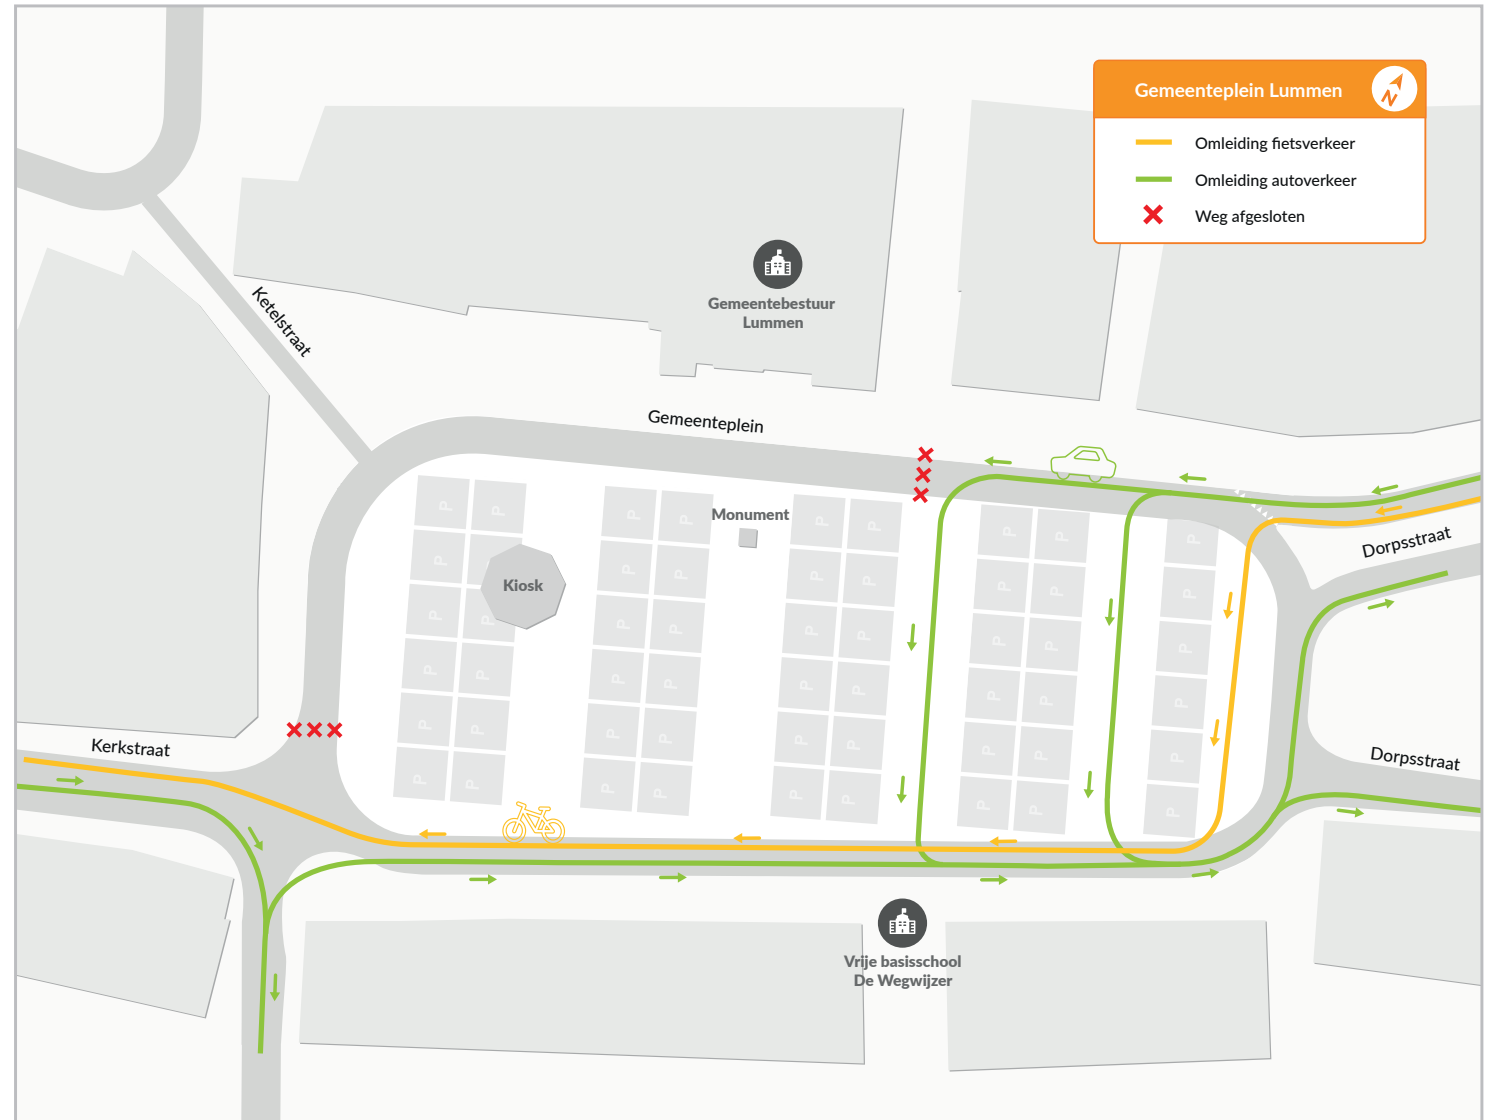 Gemeenteplein Lummen
N
Omleiding fietsverkeer
Omleiding autoverkeer
Weg afgesloten
Gemeentebestuur
Lummen
Ketelstraat
Gemeenteplein
Monument
Dorpsstraat
Kiosk
P P P P P P P P P
P P P P P P P P
P P P P P P P P P
P P P P P P P P P
P P P P P P P P P
P P P P P P P P P
Kerkstraat
Dorpsstraat
Vrije basisschool
De Wegwijzer